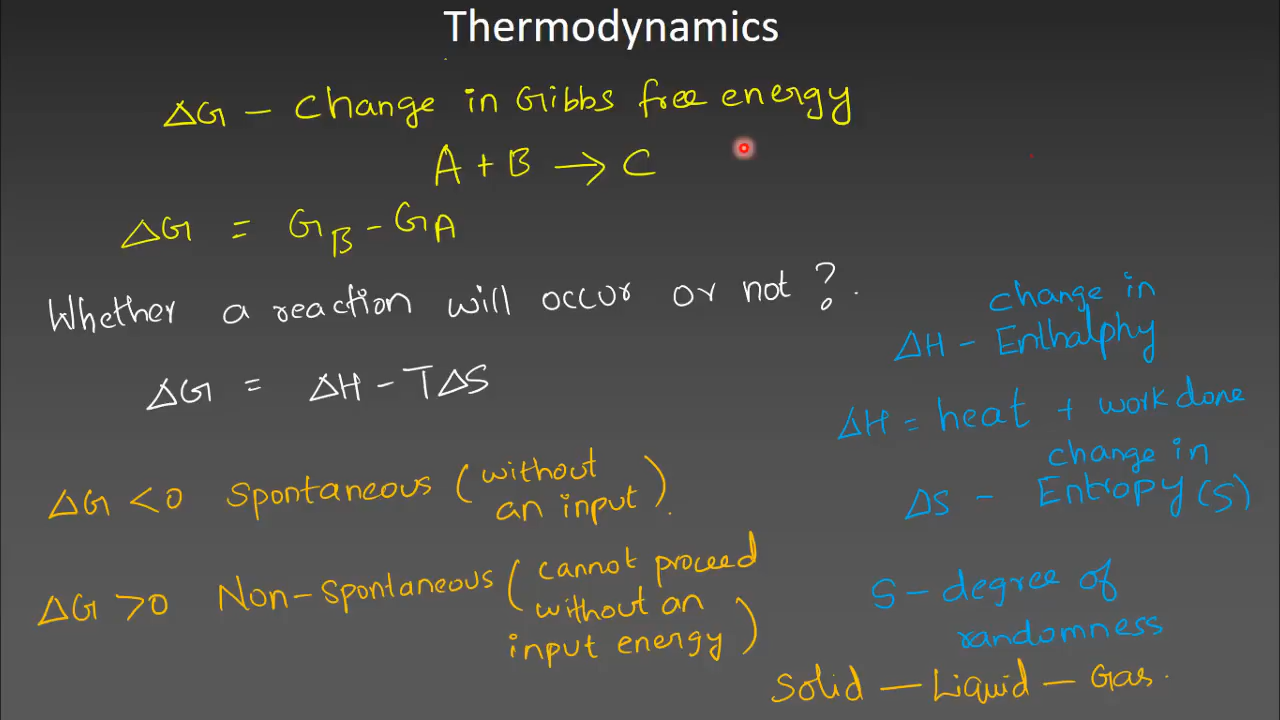 Thermodynamics
ΔG – Change in Gibbs free energy
A + B → C
ΔG = G_B - G_A
Whether a reaction will occur or not ?.
ΔG = ΔH - TΔS
ΔG < 0 Spontaneous (without
an input).
ΔG > 0 Non-Spontaneous (cannot proceed
without an
input energy)
change in
ΔH - Enthalphy
ΔH = heat + work done
change in
ΔS - Entropy (S)
S - degree of
randomness
Solid — Liquid — Gas.